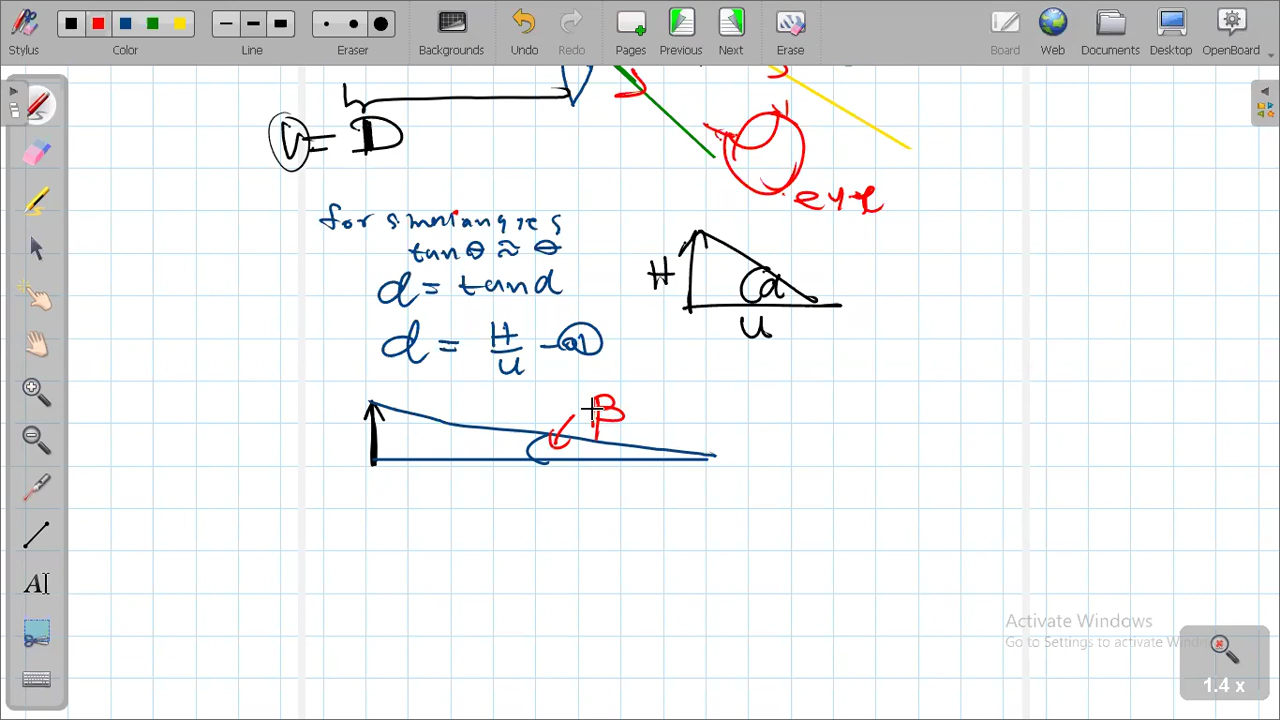 Stylus
Color
Line
Eraser
Backgrounds
Undo
Redo
Pages
Previous
Next
Erase
Board
Web
Documents
Desktop
OpenBoard
V = D
eye
for small angles
tan θ ≈ θ
α = tan α
H
α
u
α = H/u
β
AI
Activate Windows
Go to Settings to activate Windows
1.4 x